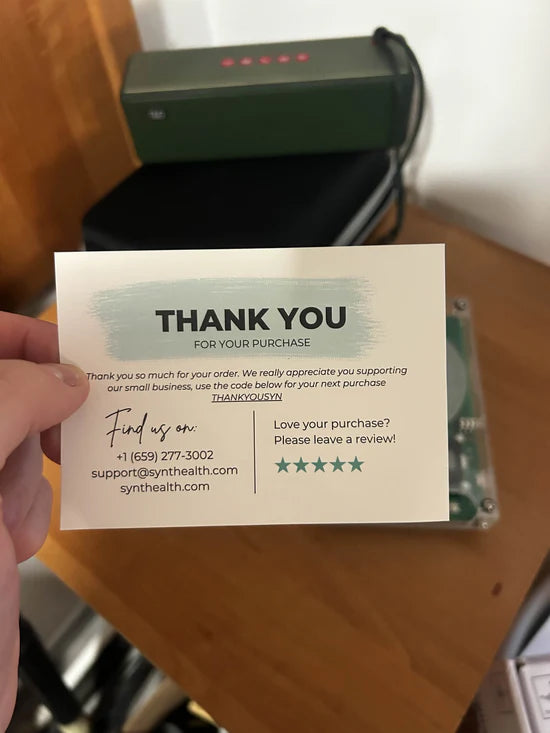 THANK YOU
FOR YOUR PURCHASE
Thank you so much for your order. We really appreciate you supporting
our small business, use the code below for your next purchase
THANKYOUSYN
Find us on:
+1 (659) 277-3002
support@synthealth.com
synthealth.com
Love your purchase?
Please leave a review!